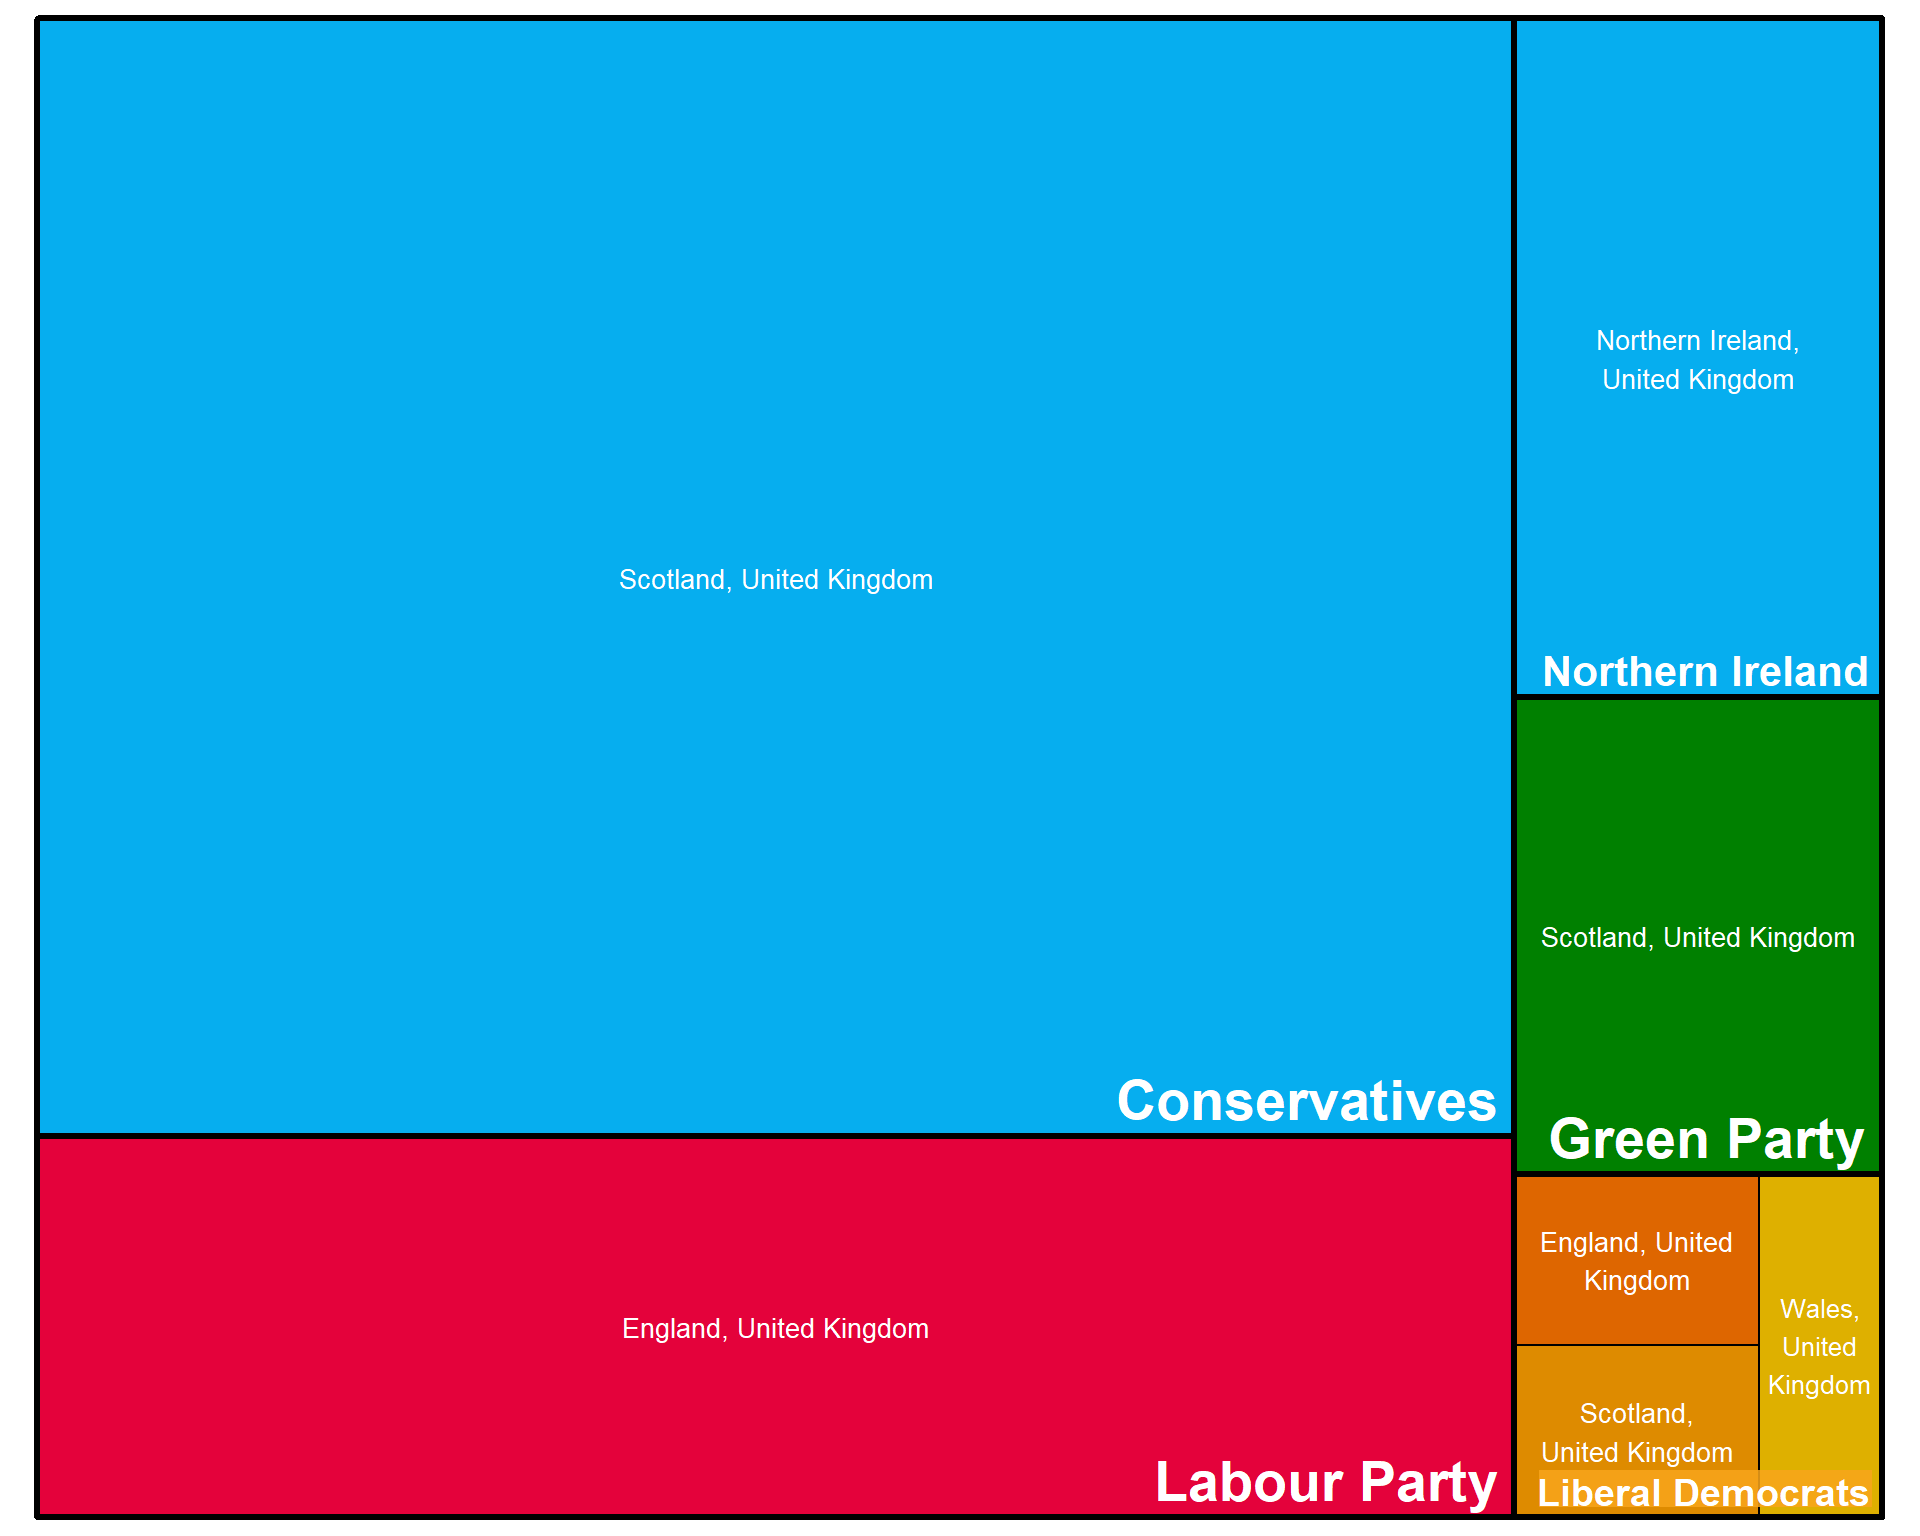 Scotland, United Kingdom
Conservatives
England, United Kingdom
Labour Party
Northern Ireland,
United Kingdom
Northern Ireland
Scotland, United Kingdom
Green Party
England, United
Kingdom
Scotland,
United Kingdom
Wales,
United
Kingdom
Liberal Democrats